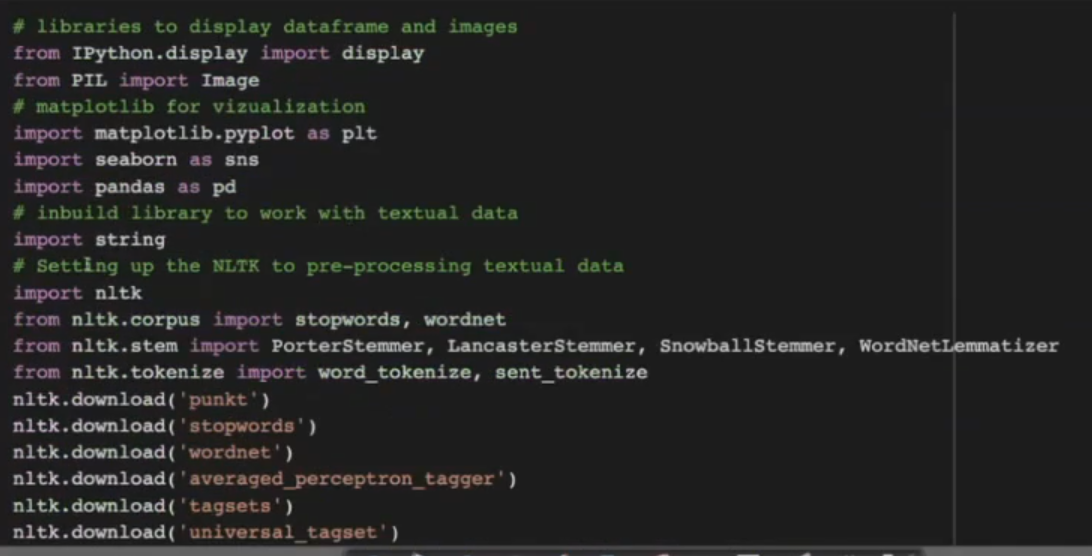 # libraries to display dataframe and images
from IPython.display import display
from PIL import Image
# matplotlib for vizualization
import matplotlib.pyplot as plt
import seaborn as sns
import pandas as pd
# inbuild library to work with textual data
import string
# Setting up the NLTK to pre-processing textual data
import nltk
from nltk.corpus import stopwords, wordnet
from nltk.stem import PorterStemmer, LancasterStemmer, SnowballStemmer, WordNetLemmatizer
from nltk.tokenize import word_tokenize, sent_tokenize
nltk.download('punkt')
nltk.download('stopwords')
nltk.download('wordnet')
nltk.download('averaged_perceptron_tagger')
nltk.download('tagsets')
nltk.download('universal_tagset')